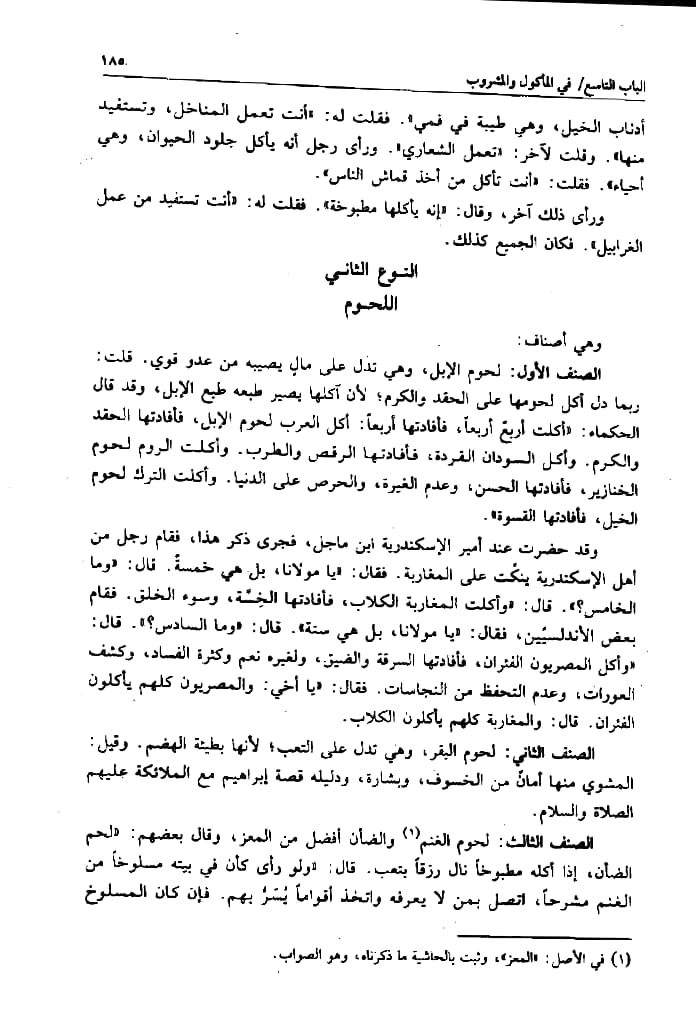 الباب التاسع/ في المأكول والمشروب
١٨٥
أدناب الخيل، وهي طيبة في فمي». فقلت له: «أنت تعمل المناخل، وتستفيد
منها». وقلت لآخر: «تعمل الشعاري». ورأى رجل أنه يأكل جلود الحيوان، وهي
أحياء». فقلت: «أنت تأكل من أخذ قماش الناس».
ورأى ذلك آخر، وقال: «إنه يأكلها مطبوخة». فقلت له: «أنت تستفيد من عمل
الغرابيل». فكان الجميع كذلك.
النوع الثاني
اللحوم
وهي أصناف:
الصنف الأول: لحوم الإبل، وهي تدل على مالٍ يصيبه من عدو قوي. قلت:
ربما دل أكل لحومها على الحقد والكرم؛ لأن آكلها يصير طبعه طبع الإبل، وقد قال
الحكماء: «أكلت أربعٌ أربعاً، فأفادتها أربعاً: أكل العرب لحوم الإبل، فأفادتها الحقد
والكرم. وأكل السودان القردة، فأفادتها الرقص والطرب. وأكلت الروم لحوم
الخنازير، فأفادتها الحسن، وعدم الغيرة، والحرص على الدنيا. وأكلت الترك لحوم
الخيل، فأفادتها القسوة».
وقد حضرت عند أمير الإسكندرية ابن ماجل، فجرى ذكر هذا، فقام رجل من
أهل الإسكندرية ينكّت على المغاربة. فقال: «يا مولانا، بل هي خمسةٌ. قال: «وما
الخامس؟». قال: «وأكلت المغاربة الكلاب، فأفادتها الخِسَّة، وسوء الخلق. فقام
بعض الأندلسيّين، فقال: «يا مولانا، بل هي ستة». قال: «وما السادس؟». قال:
«وأكل المصريون الفئران، فأفادتها السرقة والضيق، ولغيره نعم وكثرة الفساد، وكشف
العورات، وعدم التحفظ من النجاسات. فقال: «يا أخي: والمصريون كلهم يأكلون
الفئران. قال: والمغاربة كلهم يأكلون الكلاب.
الصنف الثاني: لحوم البقر، وهي تدل على التعب؛ لأنها بطيئة الهضم. وقيل:
المشوي منها أمانٌ من الخسوف، وبشارة، ودليله قصة إبراهيم مع الملائكة عليهم
الصلاة والسلام.
الصنف الثالث: لحوم الغنم(١) والضأن أفضل من المعز، وقال بعضهم: «لحم
الضأن، إذا أكله مطبوخاً نال رزقاً بتعب. قال: «ولو رأى كأن في بيته مسلوخاً من
الغنم مشرحاً، اتصل بمن لا يعرفه واتخذ أقواماً يُسَرُّ بهم. فإن كان المسلوخ
(١) في الأصل: «المعز»، وثبت بالحاشية ما ذكرناه، وهو الصواب.